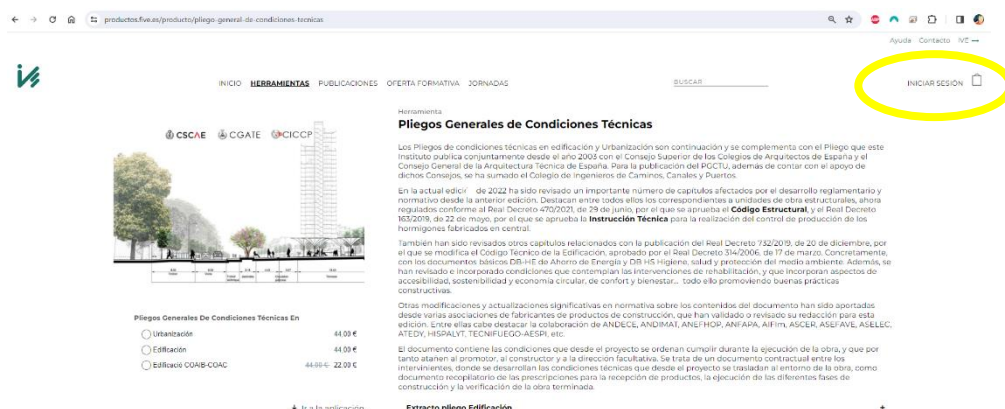 productos.five.es/producto/pliego-general-de-condiciones-tecnicas
Ayuda Contacto IVE →
INICIO HERRAMIENTAS PUBLICACIONES OFERTA FORMATIVA JORNADAS BUSCAR INICIAR SESIÓN
CSCAE CGATE CICCP
Pliegos Generales De Condiciones Técnicas En
Urbanización 44,00 €
Edificación 44,00 €
Edificació COAIB-COAC 44,00 € 22,00 €
Ir a la aplicación
Herramienta
Pliegos Generales de Condiciones Técnicas
Los Pliegos de condiciones técnicas en edificación y Urbanización son continuación y se complementa con el Pliego que este
Instituto publica conjuntamente desde el año 2003 con el Consejo Superior de los Colegios de Arquitectos de España y el
Consejo General de la Arquitectura Técnica de España. Para la publicación del PGCTU, además de contar con el apoyo de
dichos Consejos, se ha sumado el Colegio de Ingenieros de Caminos, Canales y Puertos.
En la actual edición de 2022 ha sido revisado un importante número de capítulos afectados por el desarrollo reglamentario y
normativo desde la anterior edición. Destacan entre todos ellos los correspondientes a unidades de obra estructurales, ahora
regulados conforme al Real Decreto 470/2021, de 29 de junio, por el que se aprueba el Código Estructural, y el Real Decreto
163/2019, de 22 de mayo, por el que se aprueba la Instrucción Técnica para la realización del control de producción de los
hormigones fabricados en central.
También han sido revisados otros capítulos relacionados con la publicación del Real Decreto 732/2019, de 20 de diciembre, por
el que se modifica el Código Técnico de la Edificación, aprobado por el Real Decreto 314/2006, de 17 de marzo. Concretamente,
con los documentos básicos DB-HE de Ahorro de Energía y DB HS Higiene, salud y protección del medio ambiente. Además, se
han revisado e incorporado condiciones que contemplan las intervenciones de rehabilitación, y que incorporan aspectos de
accesibilidad, sostenibilidad y economía circular, de confort y bienestar... todo ello promoviendo buenas prácticas
constructivas.
Otras modificaciones y actualizaciones significativas en normativa sobre los contenidos del documento han sido aportadas
desde varias asociaciones de fabricantes de productos de construcción, que han validado o revisado su redacción para esta
edición. Entre ellas cabe destacar la colaboración de ANDECE, ANDIMAT, ANEFHOP, ANFAPA, AIFIm, ASCER, ASEFAVE, ASELEC,
ATEDY, HISPALYT, TECNIFUEGO-AESPI, etc.
El documento contiene las condiciones que desde el proyecto se ordenan cumplir durante la ejecución de la obra, y que por
tanto atañen al promotor, al constructor y a la dirección facultativa. Se trata de un documento contractual entre los
intervinientes, donde se desarrollan las condiciones técnicas que desde el proyecto se trasladan al entorno de la obra, como
documento recopilatorio de las prescripciones para la recepción de productos, la ejecución de las diferentes fases de
construcción y la verificación de la obra terminada.
Extracto pliego Edificación +